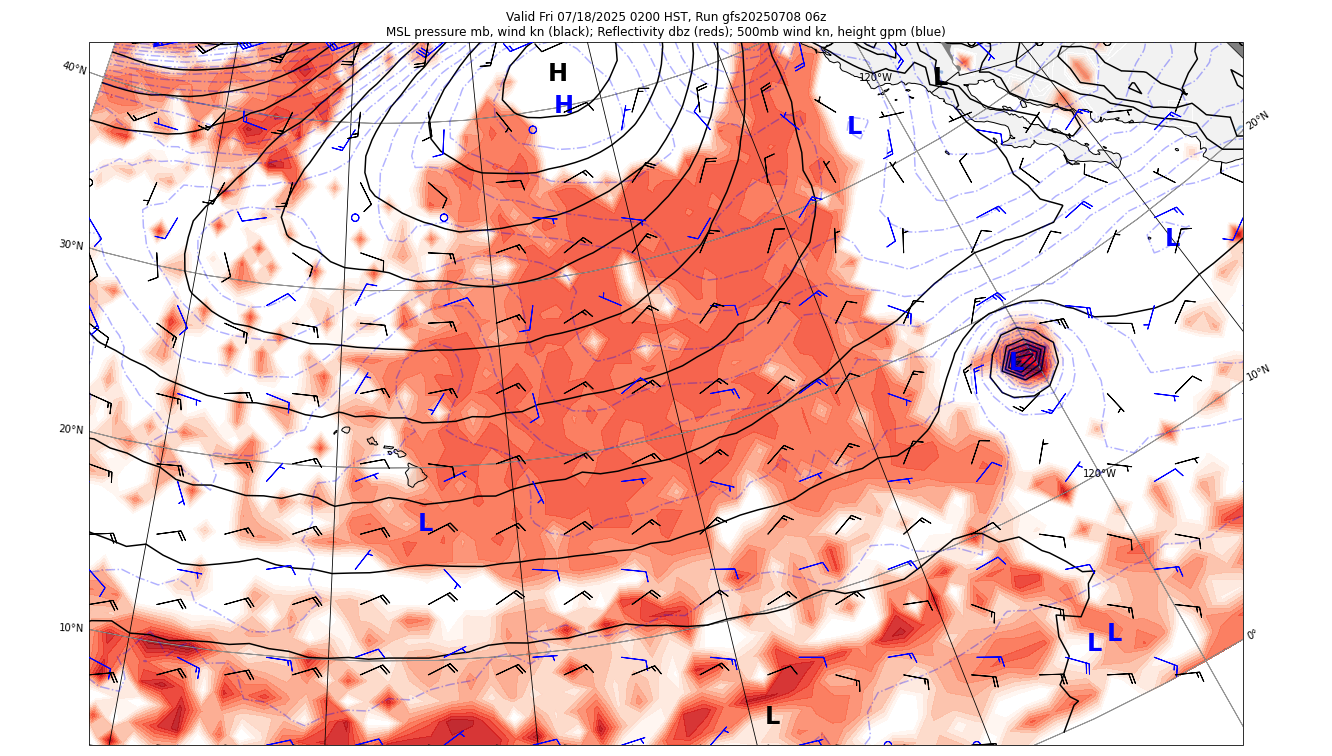 Valid Fri 07/18/2025 0200 HST, Run gfs20250708 06z
MSL pressure mb, wind kn (black); Reflectivity dbz (reds); 500mb wind kn, height gpm (blue)
40°N
H
H
120°W
L
L
20°N
30°N
L
L
10°N
20°N
120°W
L
10°N
L
L
0°
L